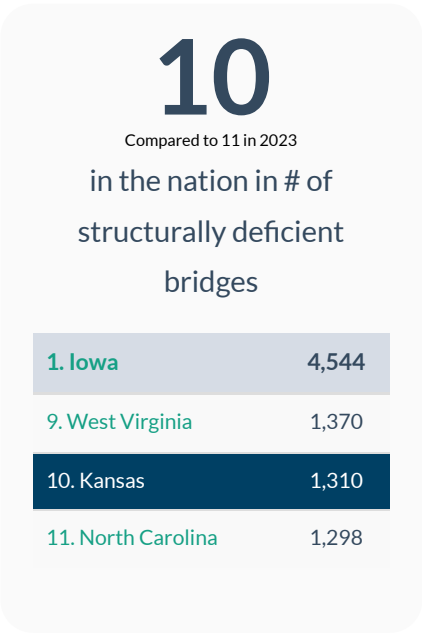 10
Compared to 11 in 2023
in the nation in # of
structurally deficient
bridges
1. Iowa 4,544
9. West Virginia 1,370
10. Kansas 1,310
11. North Carolina 1,298